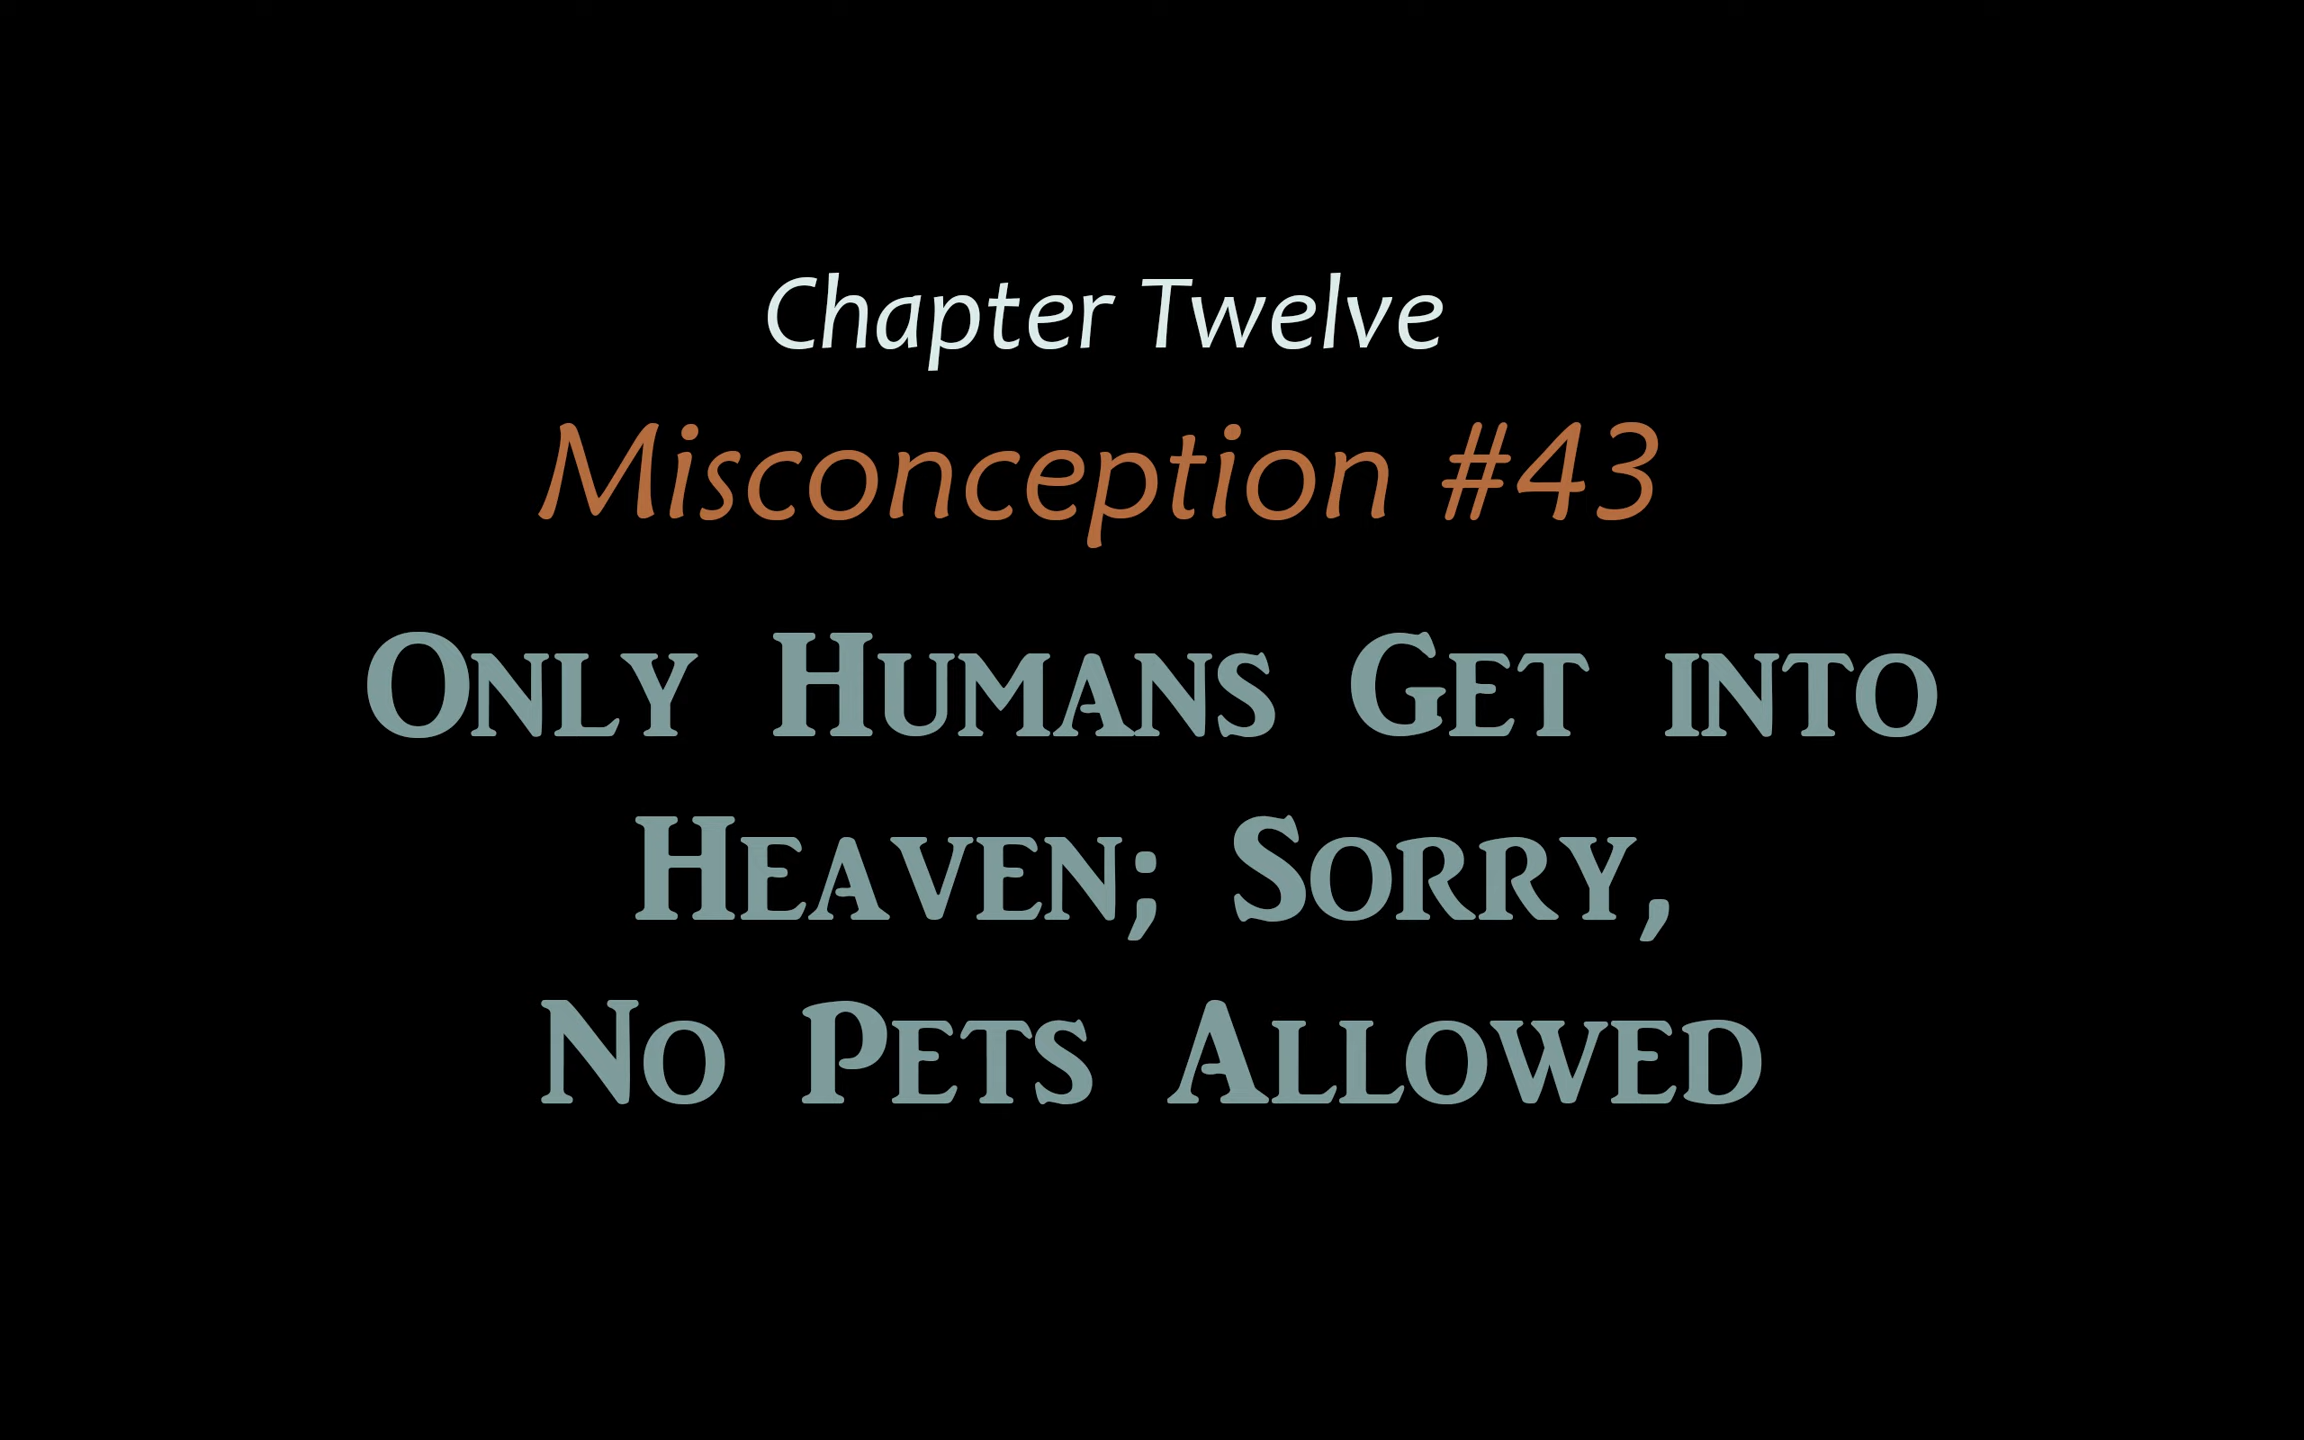 Chapter Twelve
Misconception #43
Only Humans Get into
Heaven; Sorry,
No Pets Allowed